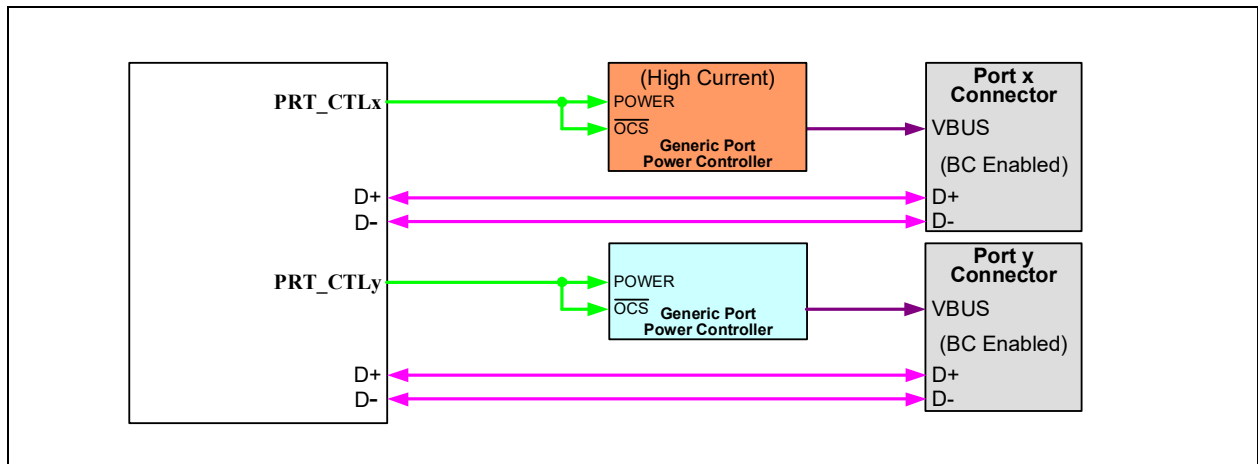 PRT_CTLx
D+
D-
PRT_CTLy
D+
D-
(High Current)
POWER
OCS
Generic Port
Power Controller
POWER
OCS
Generic Port
Power Controller
Port x
Connector
VBUS
(BC Enabled)
D+
D-
Port y
Connector
VBUS
(BC Enabled)
D+
D-